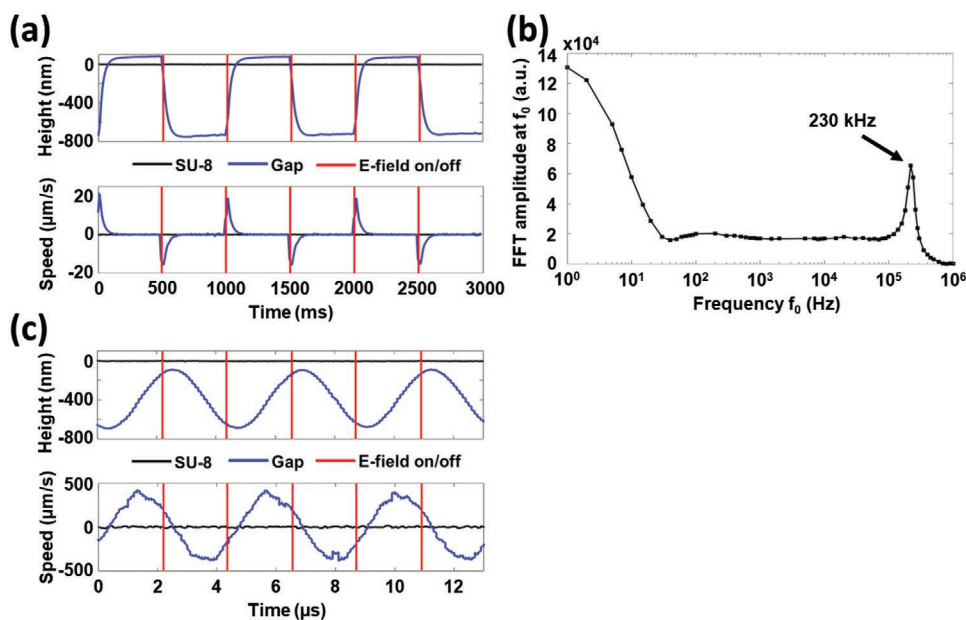 (a)
Height (nm)
0
-400
-800
SU-8 Gap E-field on/off
Speed (µm/s)
20
0
-20
0 500 1000 1500 2000 2500 3000
Time (ms)
(b)
x10⁴
FFT amplitude at f₀ (a.u.)
14
12
10
8
6
4
2
0
230 kHz
10⁰ 10¹ 10² 10³ 10⁴ 10⁵ 10⁶
Frequency f₀ (Hz)
(c)
Height (nm)
0
-400
-800
SU-8 Gap E-field on/off
Speed (µm/s)
500
0
-500
0 2 4 6 8 10 12
Time (µs)